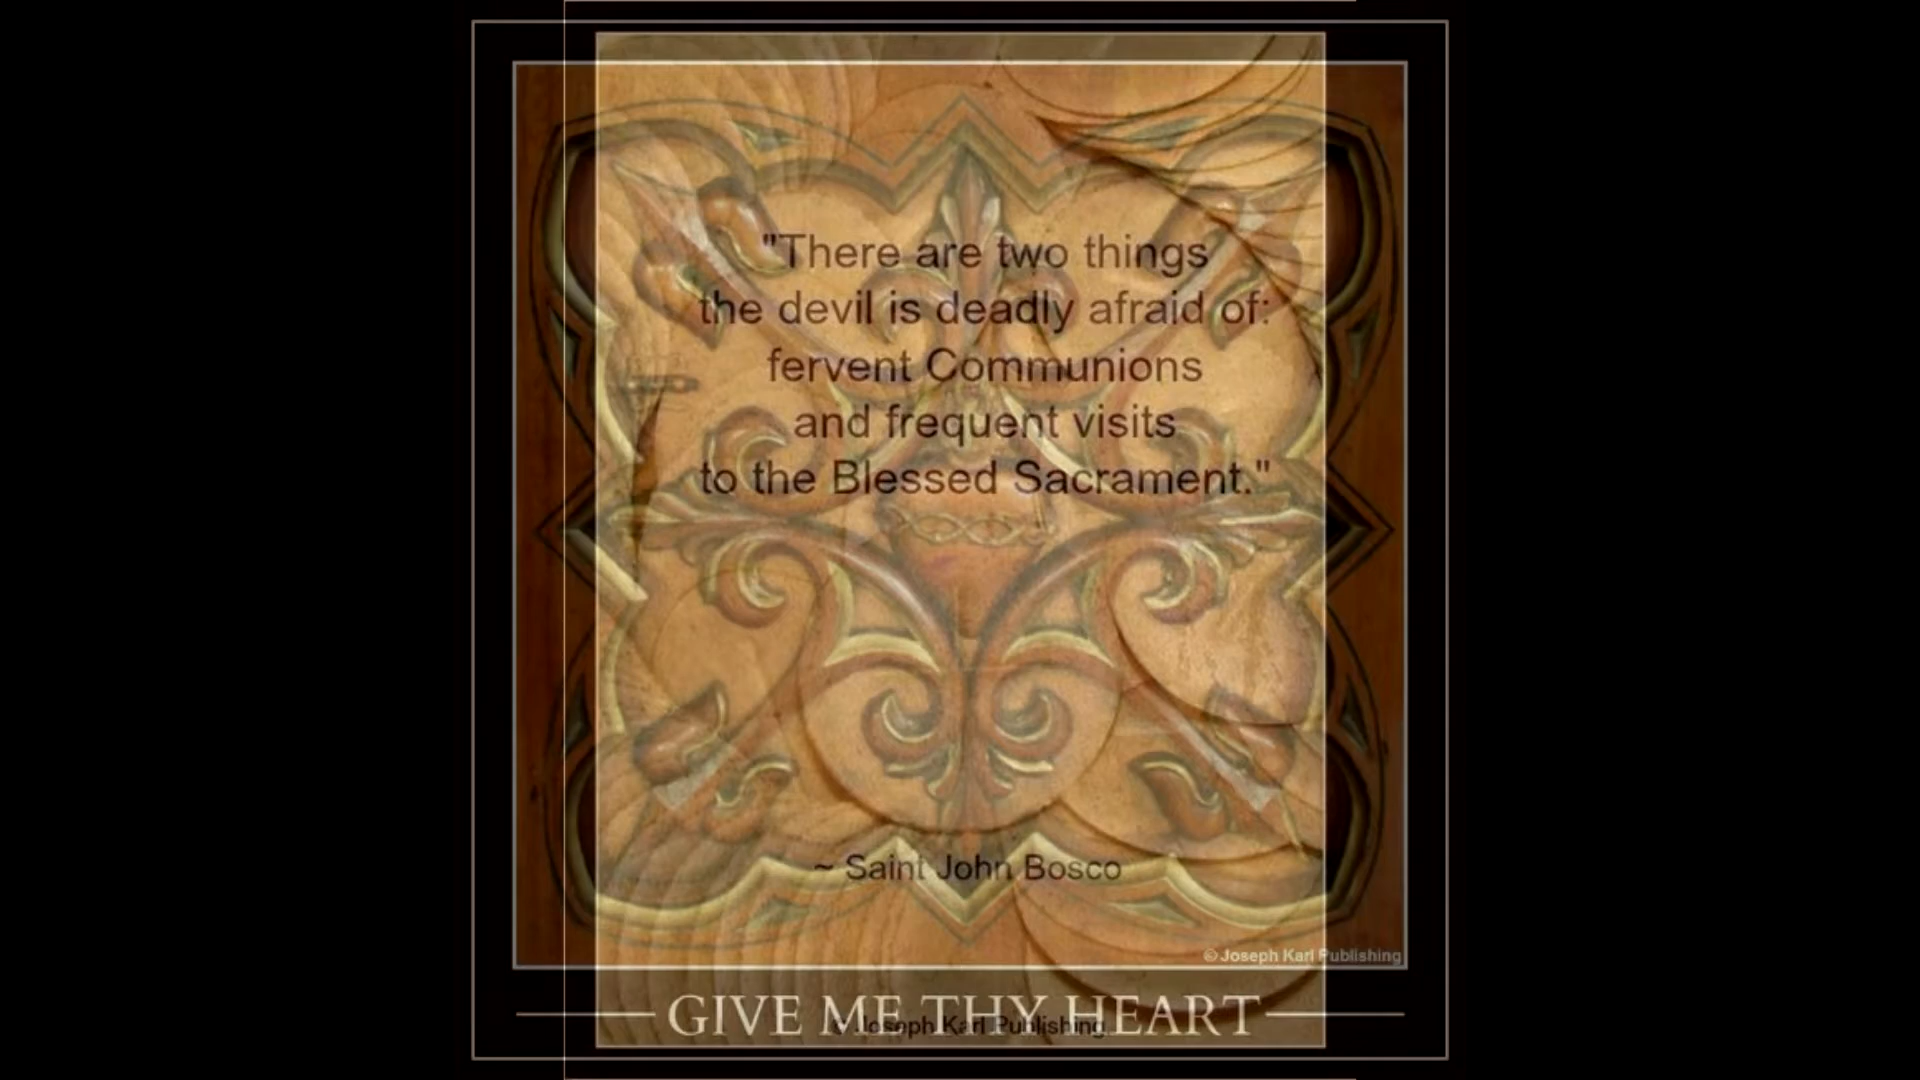 "There are two things
the devil is deadly afraid of:
fervent Communions
and frequent visits
to the Blessed Sacrament."
~ Saint John Bosco
© Joseph Karl Publishing
GIVE ME THY HEART
© Joseph Karl Publishing